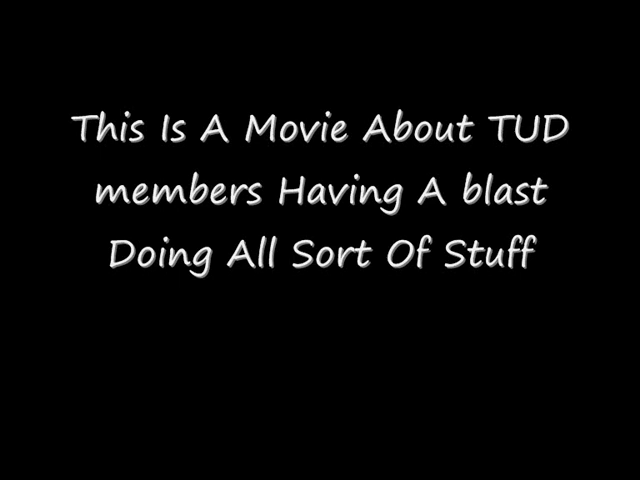 This Is A Movie About TUD
members Having A blast
Doing All Sort Of Stuff